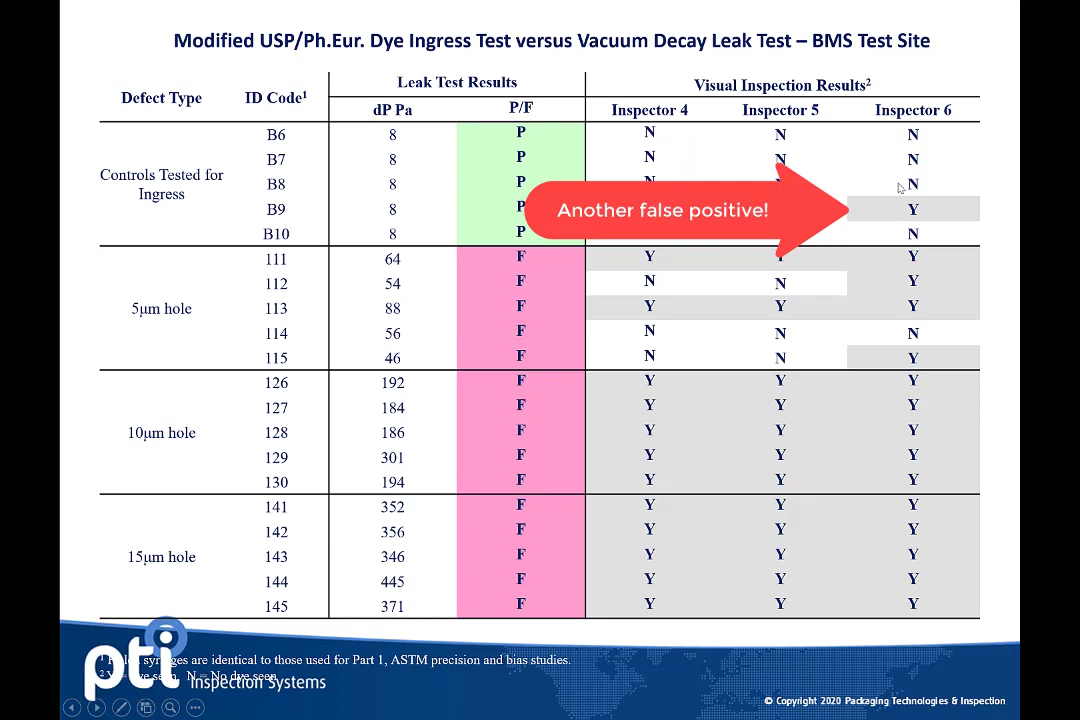 Modified USP/Ph.Eur. Dye Ingress Test versus Vacuum Decay Leak Test – BMS Test Site
Defect Type ID Code1 Leak Test Results Visual Inspection Results2
dP Pa P/F Inspector 4 Inspector 5 Inspector 6
Controls Tested for Ingress
B6 8 P N N N
B7 8 P N N N
B8 8 P N N
B9 8 P Y
B10 8 P N
Another false positive!
5µm hole
111 64 F Y Y
112 54 F N N Y
113 88 F Y Y Y
114 56 F N N N
115 46 F N N Y
10µm hole
126 192 F Y Y Y
127 184 F Y Y Y
128 186 F Y Y Y
129 301 F Y Y Y
130 194 F Y Y Y
15µm hole
141 352 F Y Y Y
142 356 F Y Y Y
143 346 F Y Y Y
144 445 F Y Y Y
145 371 F Y Y Y
1 syringes are identical to those used for Part 1, ASTM precision and bias studies.
2 Y = dye seen, N = No dye seen
pti Inspection Systems
© Copyright 2020 Packaging Technologies & Inspection